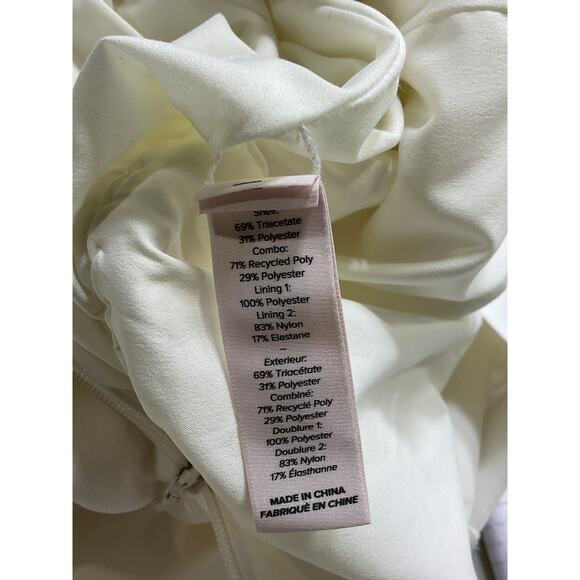 Shell:
69% Triacetate
31% Polyester
Combo:
71% Recycled Poly
29% Polyester
Lining 1:
100% Polyester
Lining 2:
83% Nylon
17% Elastane
–
Exterieur:
69% Triacétate
31% Polyester
Combiné:
71% Recyclé Poly
29% Polyester
Doublure 1:
100% Polyester
Doublure 2:
83% Nylon
17% Élasthanne
MADE IN CHINA
FABRIQUÉ EN CHINE